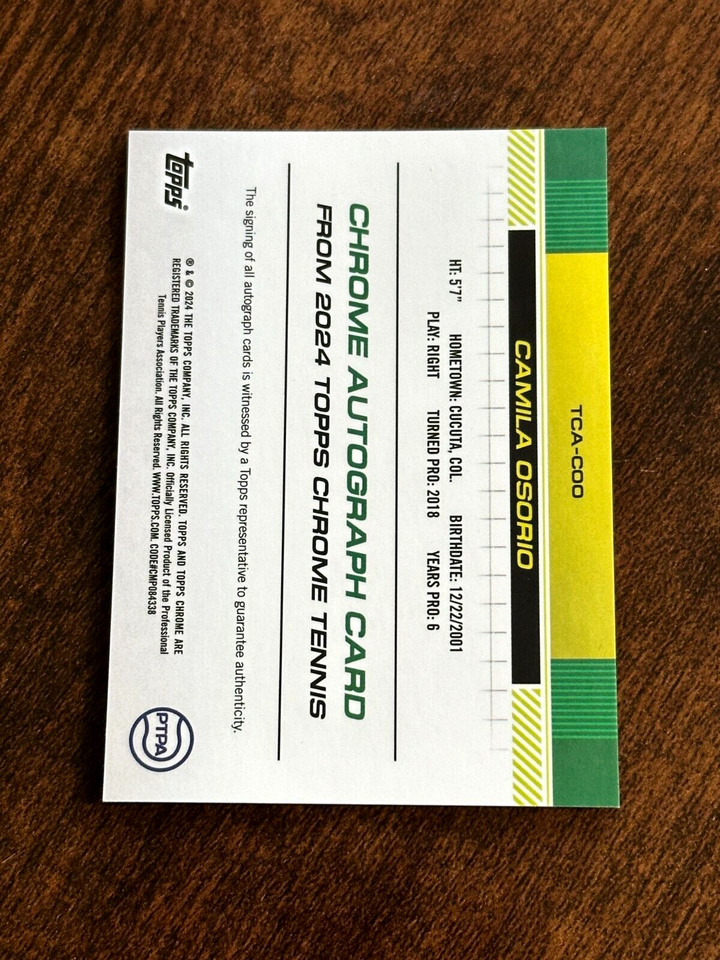 TCA-COO
CAMILA OSORIO
HT: 5'7" HOMETOWN: CUCUTA, COL. BIRTHDATE: 12/22/2001
PLAY: RIGHT TURNED PRO: 2018 YEARS PRO: 6
CHROME AUTOGRAPH CARD
FROM 2024 TOPPS CHROME TENNIS
The signing of all autograph cards is witnessed by a Topps representative to guarantee authenticity.
topps®
® & © 2024 THE TOPPS COMPANY, INC. ALL RIGHTS RESERVED. TOPPS AND TOPPS CHROME ARE
REGISTERED TRADEMARKS OF THE TOPPS COMPANY, INC. Officially Licensed Product of the Professional
Tennis Players Association. All Rights Reserved. WWW.TOPPS.COM. CODE#CMP084338
PTPA